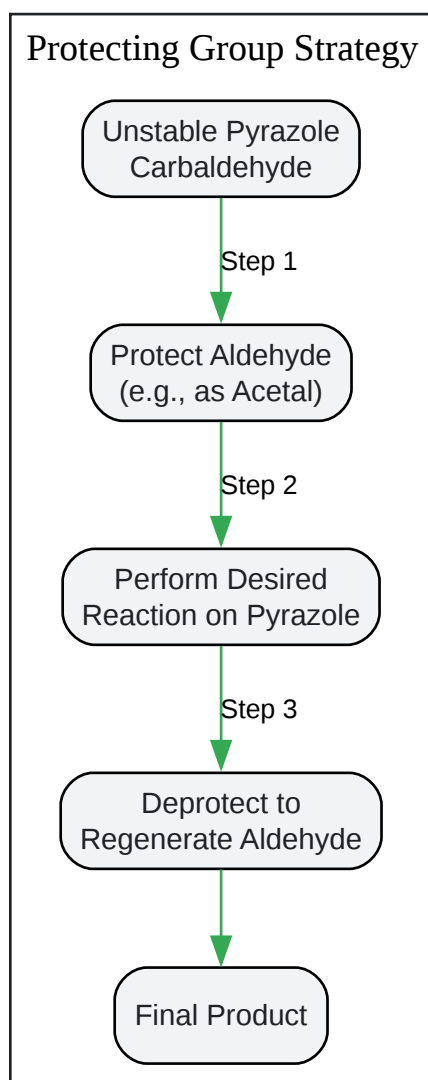 Protecting Group Strategy
Unstable Pyrazole
Carbaldehyde
Step 1
Protect Aldehyde
(e.g., as Acetal)
Step 2
Perform Desired
Reaction on Pyrazole
Step 3
Deprotect to
Regenerate Aldehyde
Final Product